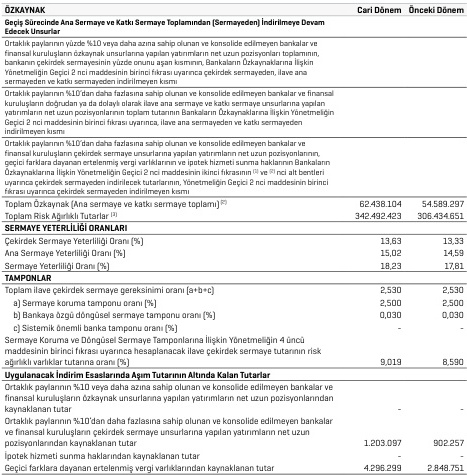 ÖZKAYNAK Cari Dönem Önceki Dönem
Geçiş Sürecinde Ana Sermaye ve Katkı Sermaye Toplamından (Sermayeden) İndirilmeye Devam
Edecek Unsurlar
Ortaklık paylarının yüzde %10 veya daha azına sahip olunan ve konsolide edilmeyen bankalar ve
finansal kuruluşların özkaynak unsurlarına yapılan yatırımların net uzun pozisyonları toplamının,
bankanın çekirdek sermayesinin yüzde onunu aşan kısmının, Bankaların Özkaynaklarına İlişkin
Yönetmeliğin Geçici 2 nci maddesinin birinci fıkrası uyarınca çekirdek sermayeden, ilave ana
sermayeden ve katkı sermayeden indirilmeyen kısmı
Ortaklık paylarının %10'dan daha fazlasına sahip olunan ve konsolide edilmeyen bankalar ve finansal
kuruluşların doğrudan ya da dolaylı olarak ilave ana sermaye ve katkı sermaye unsurlarına yapılan
yatırımların net uzun pozisyonlarının toplam tutarının Bankaların Özkaynaklarına İlişkin Yönetmeliğin
Geçici 2 nci maddesinin birinci fıkrası uyarınca, ilave ana sermayeden ve katkı sermayeden
indirilmeyen kısmı
Ortaklık paylarının %10'dan daha fazlasına sahip olunan ve konsolide edilmeyen bankalar ve
finansal kuruluşların çekirdek sermaye unsurlarına yapılan yatırımların net uzun pozisyonlarının,
geçici farklara dayanan ertelenmiş vergi varlıklarının ve ipotek hizmeti sunma haklarının Bankaların
Özkaynaklarına İlişkin Yönetmeliğin Geçici 2 nci maddesinin ikinci fıkrasının (1) ve (2) nci alt bentleri
uyarınca çekirdek sermayeden indirilecek tutarlarının, Yönetmeliğin Geçici 2 nci maddesinin birinci
fıkrası uyarınca çekirdek sermayeden indirilmeyen kısmı
Toplam Özkaynak (Ana sermaye ve katkı sermaye toplamı) (2) 62.438.104 54.589.297
Toplam Risk Ağırlıklı Tutarlar (3) 342.492.423 306.434.651
SERMAYE YETERLİLİĞİ ORANLARI
Çekirdek Sermaye Yeterliliği Oranı (%) 13,63 13,33
Ana Sermaye Yeterliliği Oranı (%) 15,02 14,59
Sermaye Yeterliliği Oranı (%) 18,23 17,81
TAMPONLAR
Toplam ilave çekirdek sermaye gereksinimi oranı (a+b+c) 2,530 2,530
a) Sermaye koruma tamponu oranı (%) 2,500 2,500
b) Bankaya özgü döngüsel sermaye tamponu oranı (%) 0,030 0,030
c) Sistemik önemli banka tamponu oranı (%) - -
Sermaye Koruma ve Döngüsel Sermaye Tamponlarına İlişkin Yönetmeliğin 4 üncü
maddesinin birinci fıkrası uyarınca hesaplanacak ilave çekirdek sermaye tutarının risk
ağırlıklı varlıklar tutarına oranı (%) 9,019 8,590
Uygulanacak İndirim Esaslarında Aşım Tutarının Altında Kalan Tutarlar
Ortaklık paylarının %10 veya daha azına sahip olunan ve konsolide edilmeyen bankalar ve
finansal kuruluşların özkaynak unsurlarına yapılan yatırımların net uzun pozisyonlarından
kaynaklanan tutar - -
Ortaklık paylarının %10'dan daha fazlasına sahip olunan ve konsolide edilmeyen bankalar
ve finansal kuruluşların çekirdek sermaye unsurlarına yapılan yatırımların net uzun
pozisyonlarından kaynaklanan tutar 1.203.097 902.257
İpotek hizmeti sunma haklarından kaynaklanan tutar - -
Geçici farklara dayanan ertelenmiş vergi varlıklarından kaynaklanan tutar 4.296.299 2.848.751